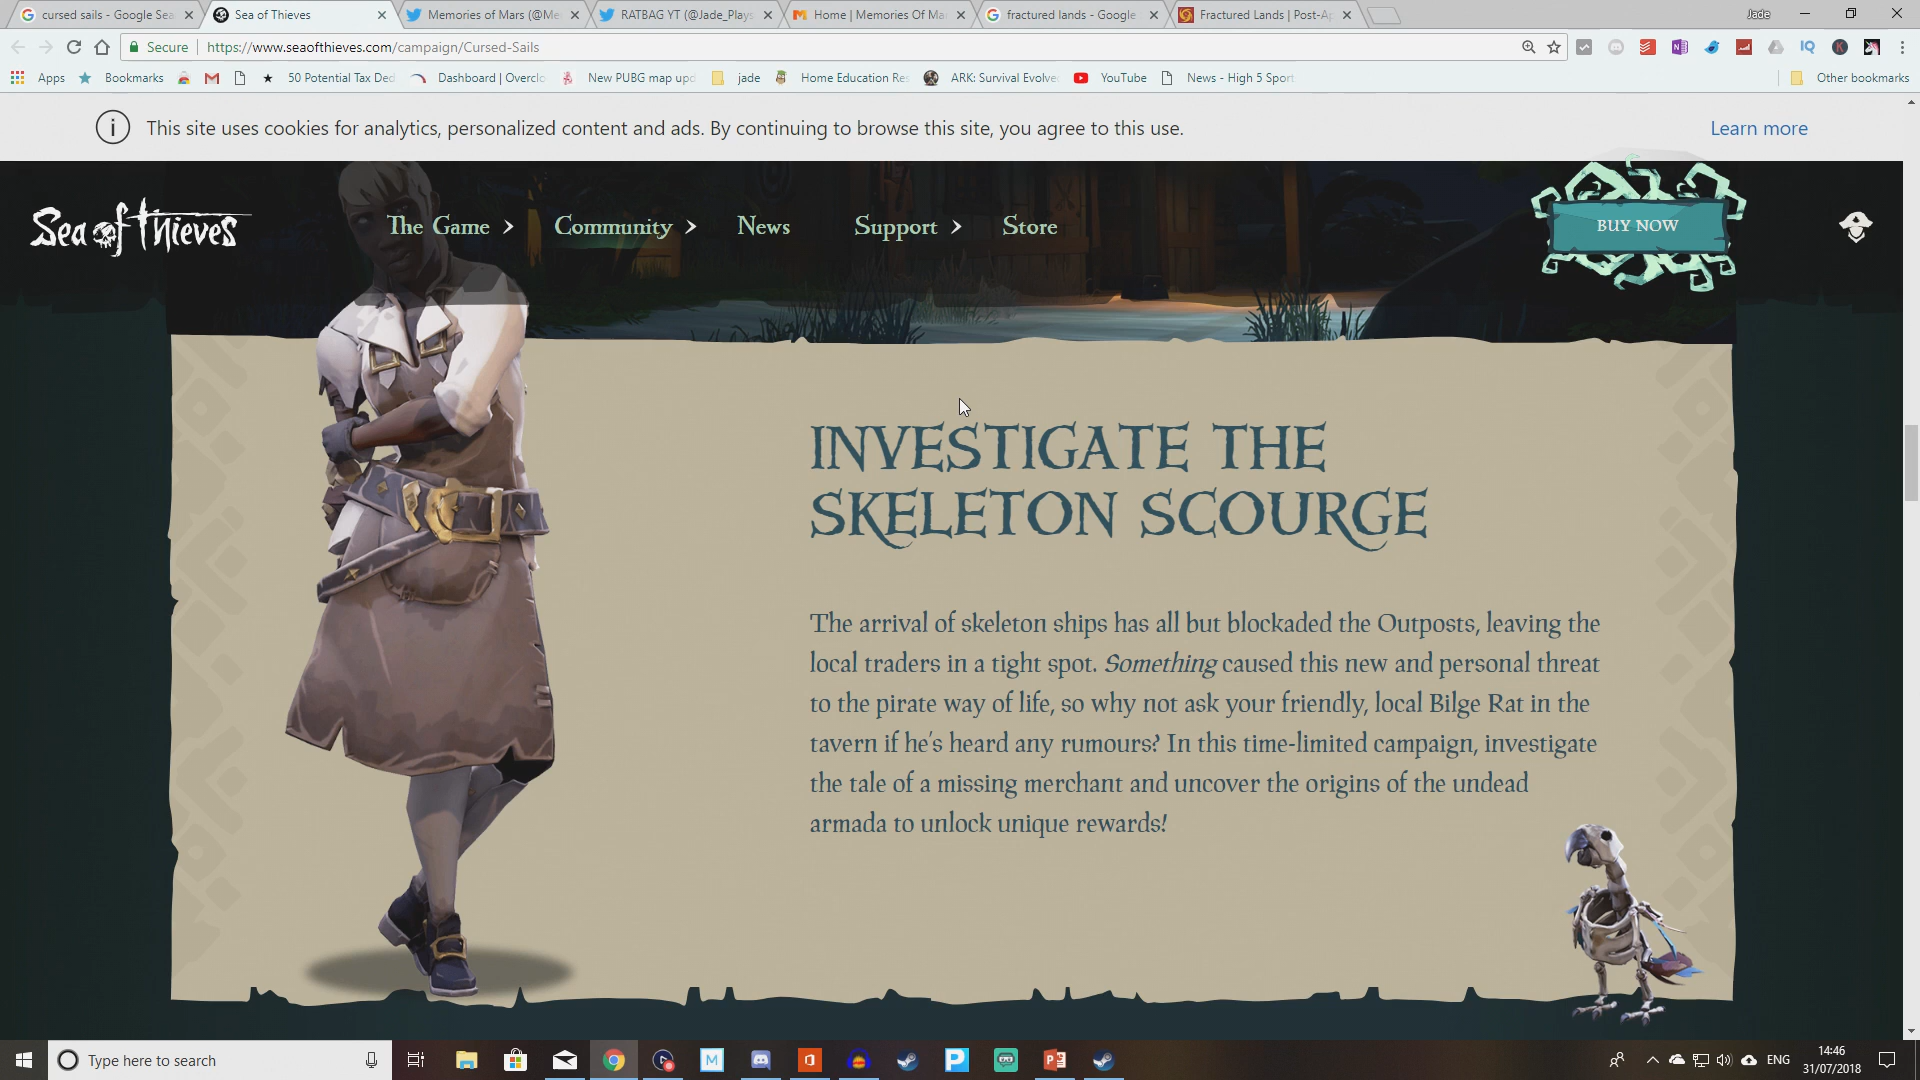 cursed sails - Google Sea
Sea of Thieves
Memories of Mars (@Me
RATBAG YT (@Jade_Plays
Home | Memories Of Ma
fractured lands - Google
Fractured Lands | Post-Ap
Jade
Secure
https://www.seaofthieves.com/campaign/Cursed-Sails
Apps
Bookmarks
50 Potential Tax Ded
Dashboard | Overclo
New PUBG map upd
jade
Home Education Res
ARK: Survival Evolve
YouTube
News - High 5 Sport
Other bookmarks
This site uses cookies for analytics, personalized content and ads. By continuing to browse this site, you agree to this use.
Learn more
Sea of Thieves
The Game
Community
News
Support
Store
BUY NOW
INVESTIGATE THE
SKELETON SCOURGE
The arrival of skeleton ships has all but blockaded the Outposts, leaving the
local traders in a tight spot. Something caused this new and personal threat
to the pirate way of life, so why not ask your friendly, local Bilge Rat in the
tavern if he's heard any rumours? In this time-limited campaign, investigate
the tale of a missing merchant and uncover the origins of the undead
armada to unlock unique rewards!
Type here to search
ENG
14:46
31/07/2018